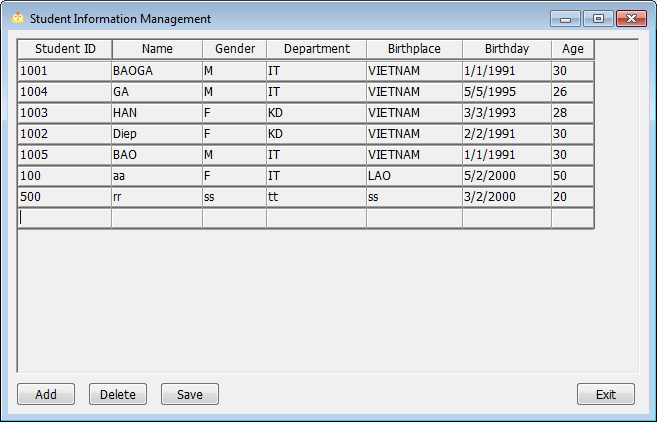 Student Information Management
Student ID Name Gender Department Birthplace Birthday Age
1001 BAOGA M IT VIETNAM 1/1/1991 30
1004 GA M IT VIETNAM 5/5/1995 26
1003 HAN F KD VIETNAM 3/3/1993 28
1002 Diep F KD VIETNAM 2/2/1991 30
1005 BAO M IT VIETNAM 1/1/1991 30
100 aa F IT LAO 5/2/2000 50
500 rr ss tt ss 3/2/2000 20
Add Delete Save Exit